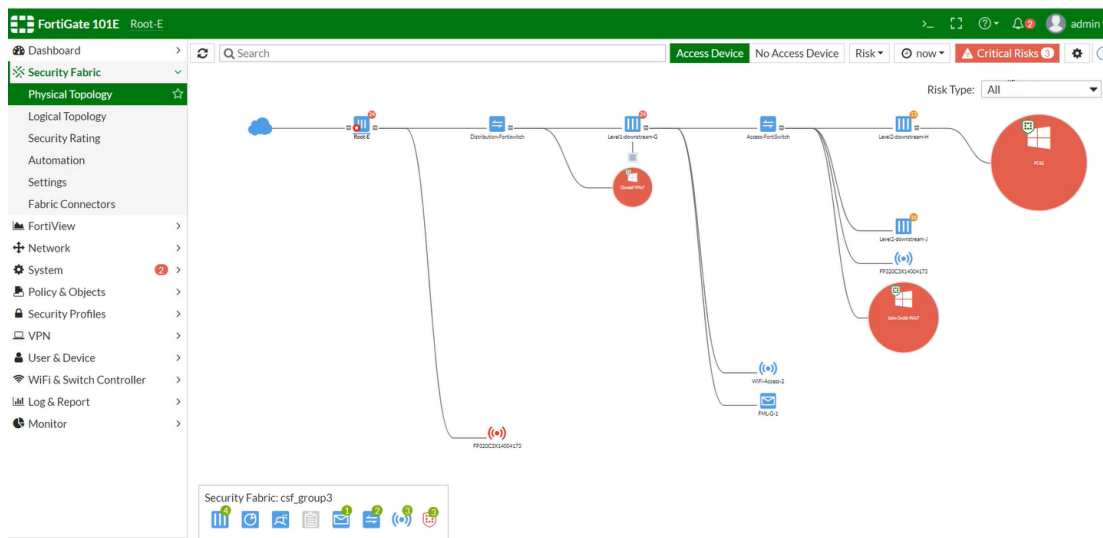 FortiGate 101E Root-E
>_ 2 admin
Dashboard
Security Fabric
Physical Topology
Logical Topology
Security Rating
Automation
Settings
Fabric Connectors
FortiView
Network
System 2
Policy & Objects
Security Profiles
VPN
User & Device
WiFi & Switch Controller
Log & Report
Monitor
Search
Access Device No Access Device Risk now Critical Risks 3
Risk Type: All
Root-E
Distribution-FortiSwitch
Level1-downstream-G
Access-FortiSwitch
Level2-downstream-H
Donald-Win7
Level2-downstream-J
FP320C3X14004173
John Smith-Win7
WiFi-Access-2
FML-G-1
FP320C3X14004173
Security Fabric: csf_group3
4 1 2 3 3